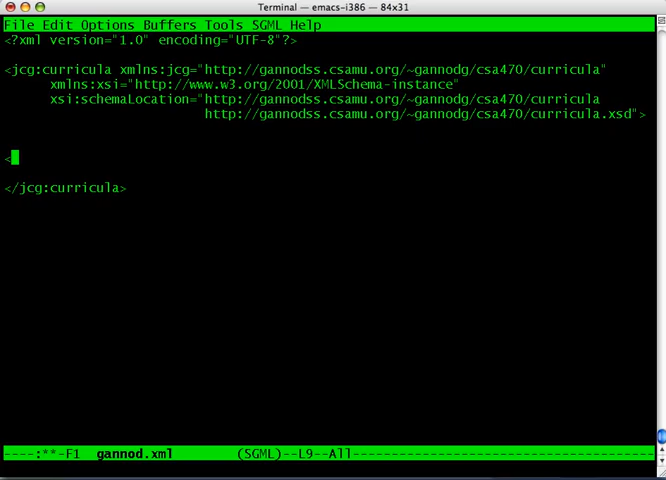 Terminal — emacs-i386 — 84x31
File Edit Options Buffers Tools SGML Help
<?xml version="1.0" encoding="UTF-8"?>
<jcg:curricula xmlns:jcg="http://gannodss.csamu.org/~gannodg/csa470/curricula"
xmlns:xsi="http://www.w3.org/2001/XMLSchema-instance"
xsi:schemaLocation="http://gannodss.csamu.org/~gannodg/csa470/curricula
http://gannodss.csamu.org/~gannodg/csa470/curricula.xsd">
<
</jcg:curricula>
----:**-F1  gannod.xml          (SGML)--L9--All---------------------------------------